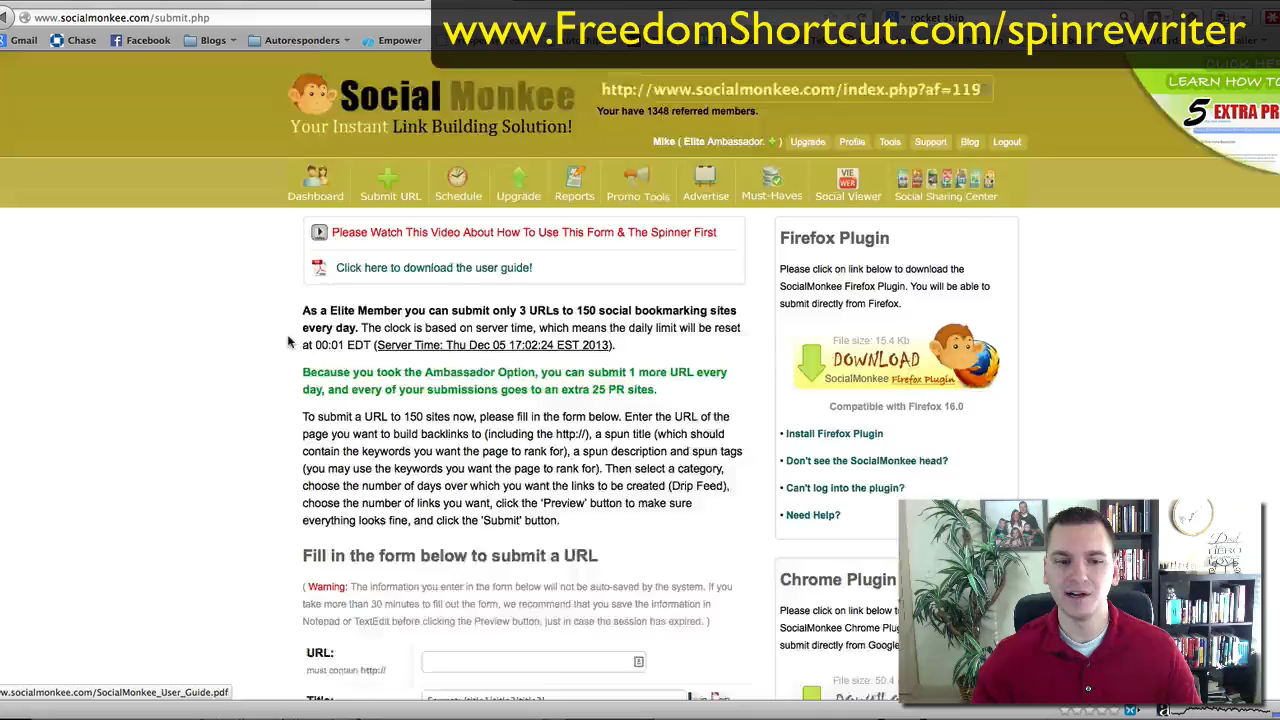 www.socialmonkee.com/submit.php
www.FreedomShortcut.com/spinrewriter
rocket ship
Gmail Chase Facebook Blogs Autoresponders Empower
Social Monkee
Your Instant Link Building Solution!
http://www.socialmonkee.com/index.php?af=119
Your have 1348 referred members.
Mike ( Elite Ambassador. + ) Upgrade Profile Tools Support Blog Logout
CLICK HE
LEARN HOW TO
5 EXTRA PR
Dashboard Submit URL Schedule Upgrade Reports Promo Tools Advertise Must-Haves Social Viewer Social Sharing Center
VIE
WER
Please Watch This Video About How To Use This Form & The Spinner First
Click here to download the user guide!
As a Elite Member you can submit only 3 URLs to 150 social bookmarking sites
every day. The clock is based on server time, which means the daily limit will be reset
at 00:01 EDT (Server Time: Thu Dec 05 17:02:24 EST 2013).
Because you took the Ambassador Option, you can submit 1 more URL every
day, and every of your submissions goes to an extra 25 PR sites.
To submit a URL to 150 sites now, please fill in the form below. Enter the URL of the
page you want to build backlinks to (including the http://), a spun title (which should
contain the keywords you want the page to rank for), a spun description and spun tags
(you may use the keywords you want the page to rank for). Then select a category,
choose the number of days over which you want the links to be created (Drip Feed),
choose the number of links you want, click the 'Preview' button to make sure
everything looks fine, and click the 'Submit' button.
Fill in the form below to submit a URL
( Warning: The information you enter in the form below will not be auto-saved by the system. If you
take more than 30 minutes to fill out the form, we recommend that you save the information in
Notepad or TextEdit before clicking the Preview button, just in case the session has expired. )
URL:
must contain http://
Title:
Firefox Plugin
Please click on link below to download the
SocialMonkee Firefox Plugin. You will be able to
submit directly from Firefox.
File size: 15.4 Kb
DOWNLOAD
SocialMonkee Firefox Plugin
Compatible with Firefox 16.0
• Install Firefox Plugin
• Don't see the SocialMonkee head?
• Can't log into the plugin?
• Need Help?
Chrome Plugin
Please click on link below to
SocialMonkee Chrome Plug
submit directly from Google
File size: 50.4
www.socialmonkee.com/SocialMonkee_User_Guide.pdf